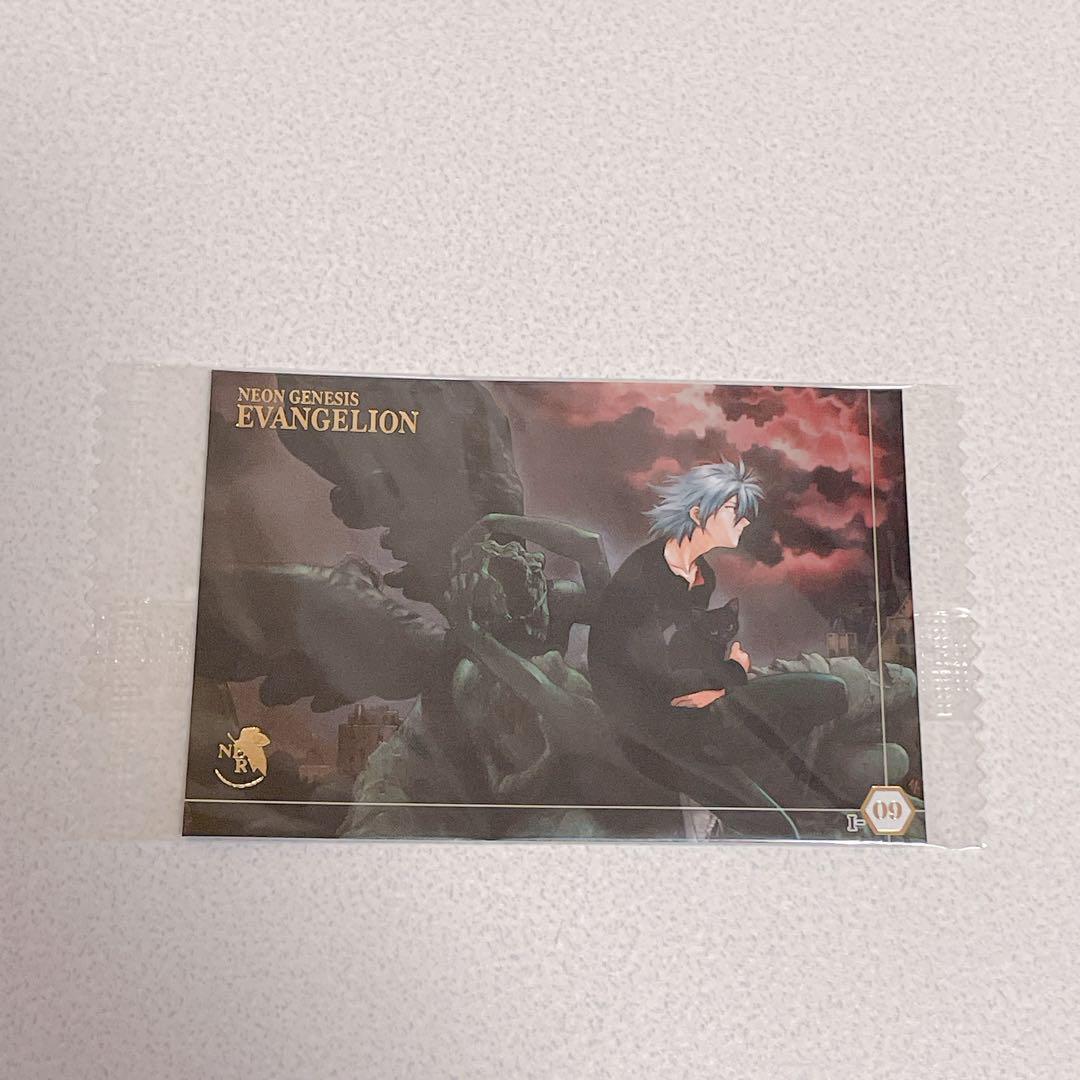 NEON GENESIS
EVANGELION
NERV
I-09